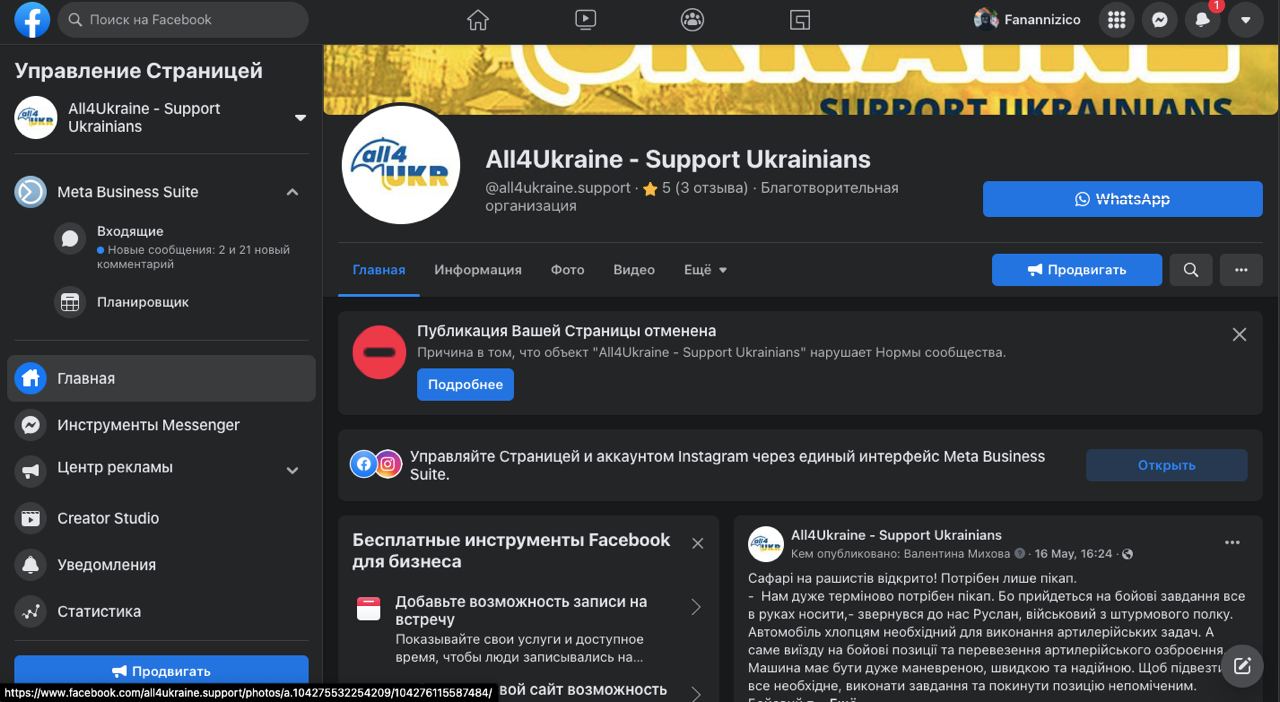 Поиск на Facebook
Fanannizico
1
Управление Страницей
All4Ukraine - Support
Ukrainians
Meta Business Suite
Входящие
Новые сообщения: 2 и 21 новый
комментарий
Планировщик
Главная
Инструменты Messenger
Центр рекламы
Creator Studio
Уведомления
Статистика
Продвигать
https://www.facebook.com/all4ukraine.support/photos/a.104275532254209/104276115587484/
UKRAINE
SUPPORT UKRAINIANS
all4
UKR
All4Ukraine - Support Ukrainians
@all4ukraine.support · 5 (3 отзыва) · Благотворительная
организация
WhatsApp
Главная Информация Фото Видео Ещё
Продвигать
Публикация Вашей Страницы отменена
Причина в том, что объект "All4Ukraine - Support Ukrainians" нарушает Нормы сообщества.
Подробнее
Управляйте Страницей и аккаунтом Instagram через единый интерфейс Meta Business
Suite.
Открыть
Бесплатные инструменты Facebook
для бизнеса
Добавьте возможность записи на
встречу
Показывайте свои услуги и доступное
время, чтобы люди записывались на...
свой сайт возможность
All4Ukraine - Support Ukrainians
Кем опубликовано: Валентина Михова · 16 May, 16:24 ·
Сафарі на рашистів відкрито! Потрібен лише пікап.
- Нам дуже терміново потрібен пікап. Бо прийдеться на бойові завдання все
в руках носити,- звернувся до нас Руслан, військовий з штурмового полку.
Автомобіль хлопцям необхідний для виконання артилерійських задач. А
саме виїзду на бойові позиції та перевезення артилерійського озброєння.
Машина має бути дуже маневреною, швидкою та надійною. Щоб підвезти
все необхідне, виконати завдання та покинути позицію непоміченим.